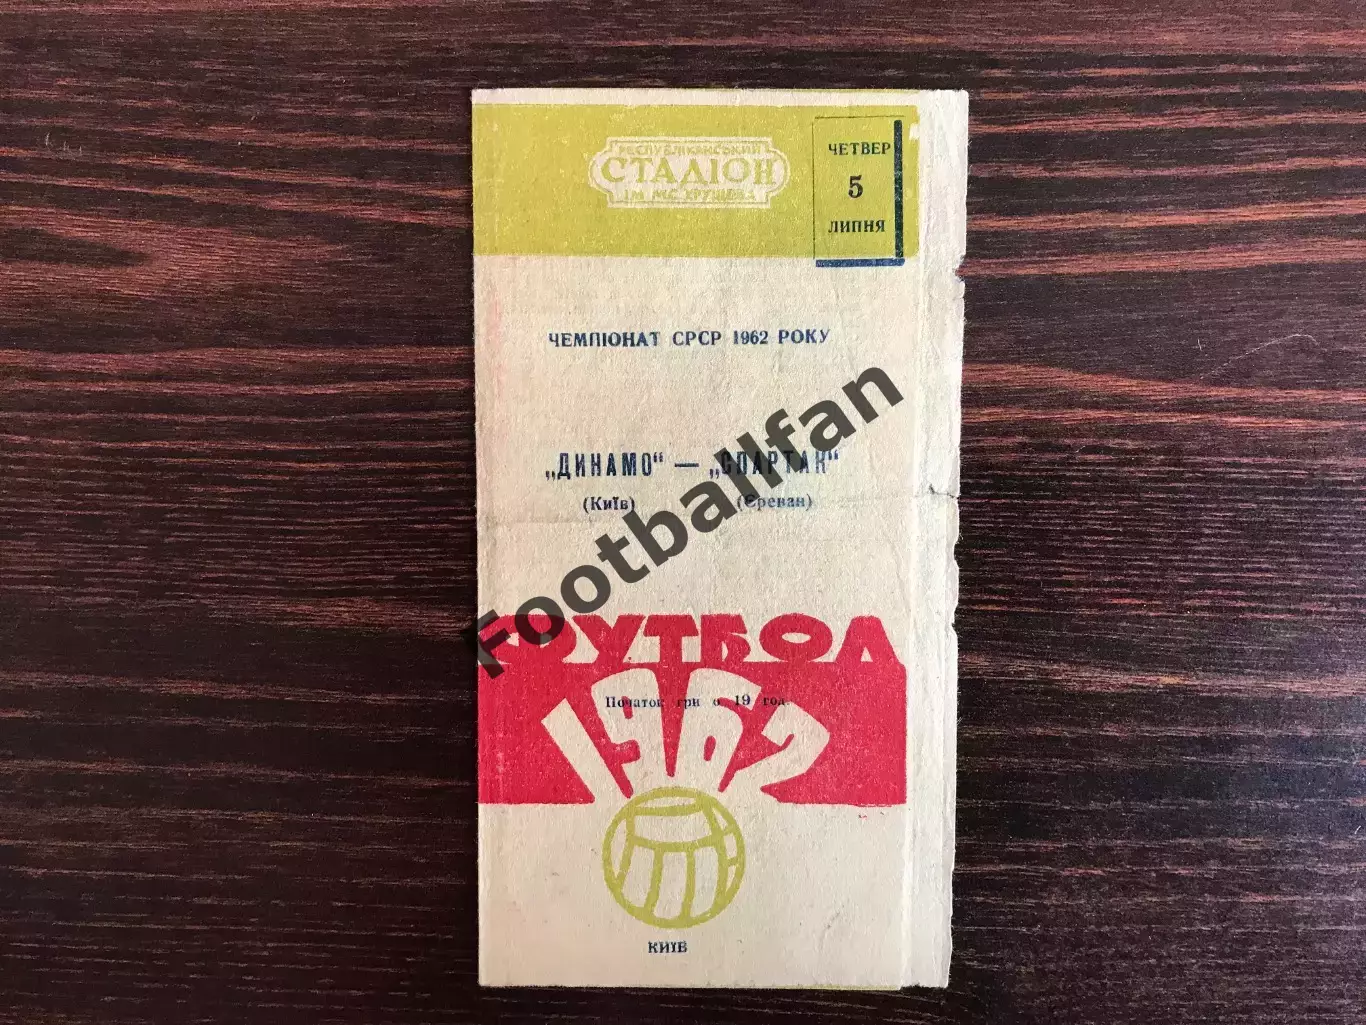 РЕСПУБЛІКАНСЬКИЙ
СТАДІОН
ІМ. М.С. ХРУЩОВА
ЧЕТВЕР
5
ЛИПНЯ
ЧЕМПІОНАТ СРСР 1962 РОКУ
„ДИНАМО" — „СПАРТАК"
(Київ) (Єреван)
ФУТБОЛ
Початок гри о 19 год.
1962
КИЇВ
Footballfan